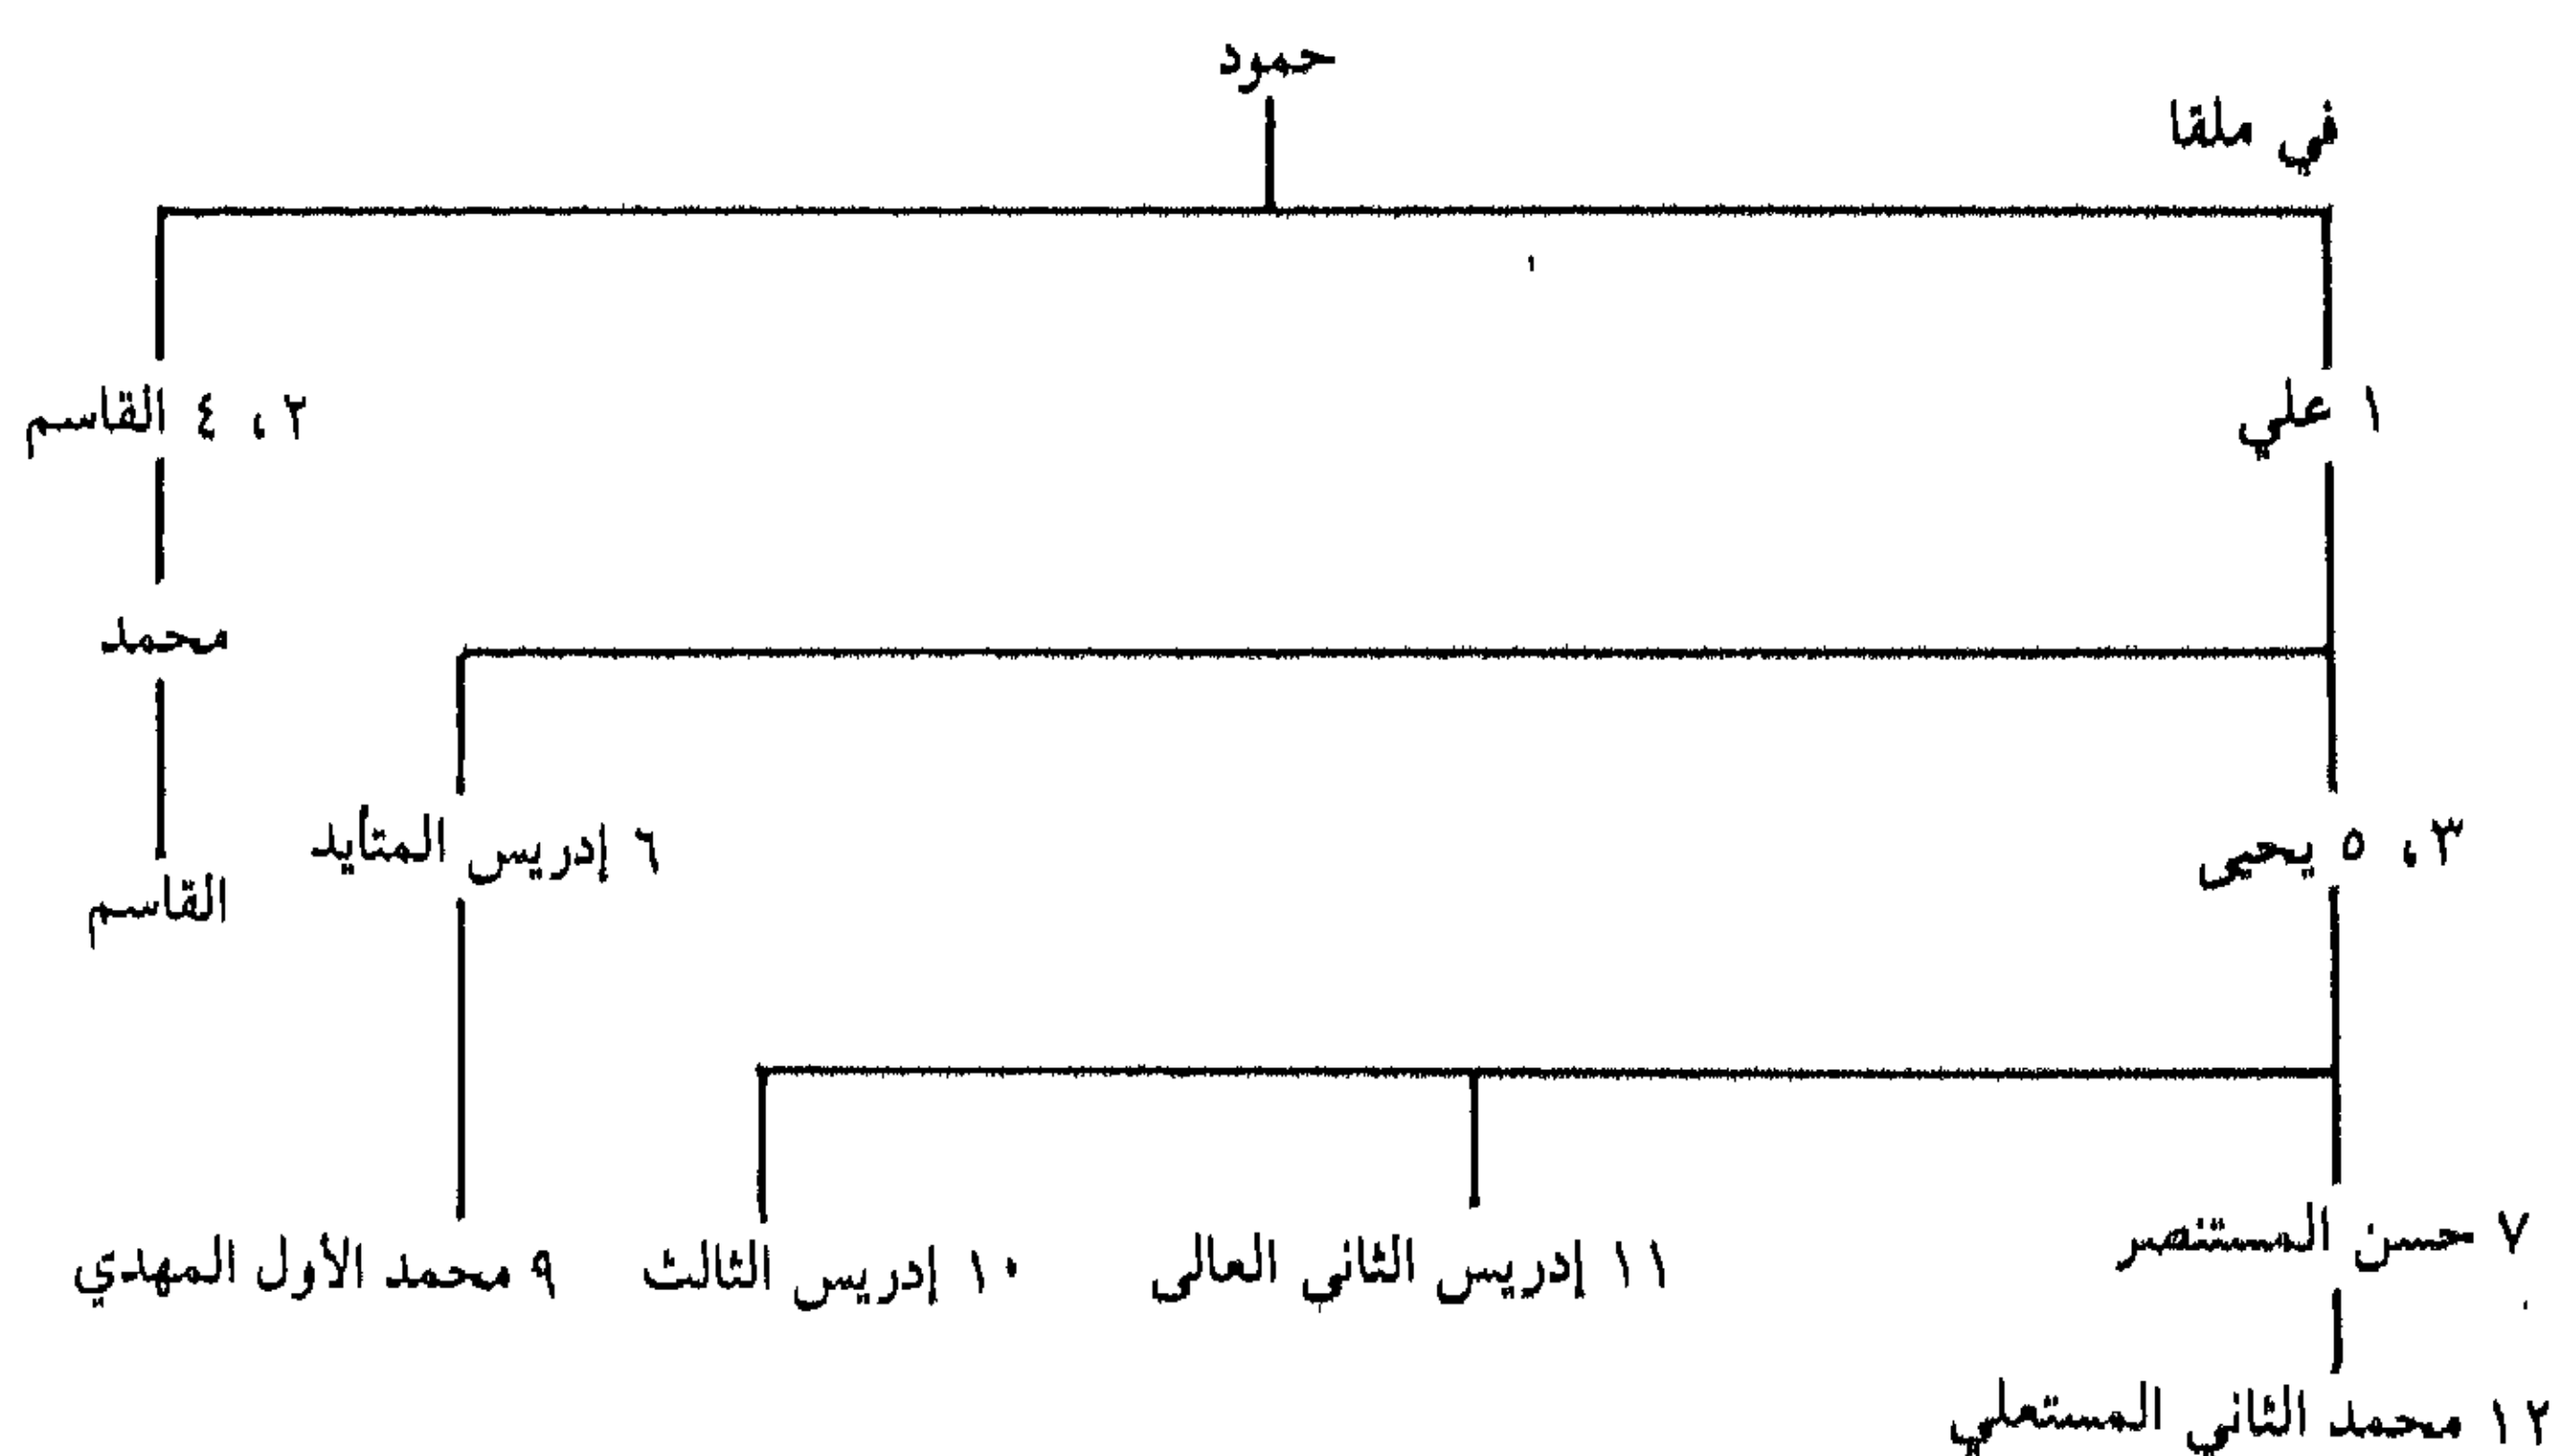 حمود
في ملقا
١ علي
٢، ٤ القاسم
محمد
٣، ٥ يحيى
٦ إدريس المتأيد
القاسم
٧ حسن المستنصر
١١ إدريس الثاني العالى
١٠ إدريس الثالث
٩ محمد الأول المهدي
١٢ محمد الثاني المستعلي